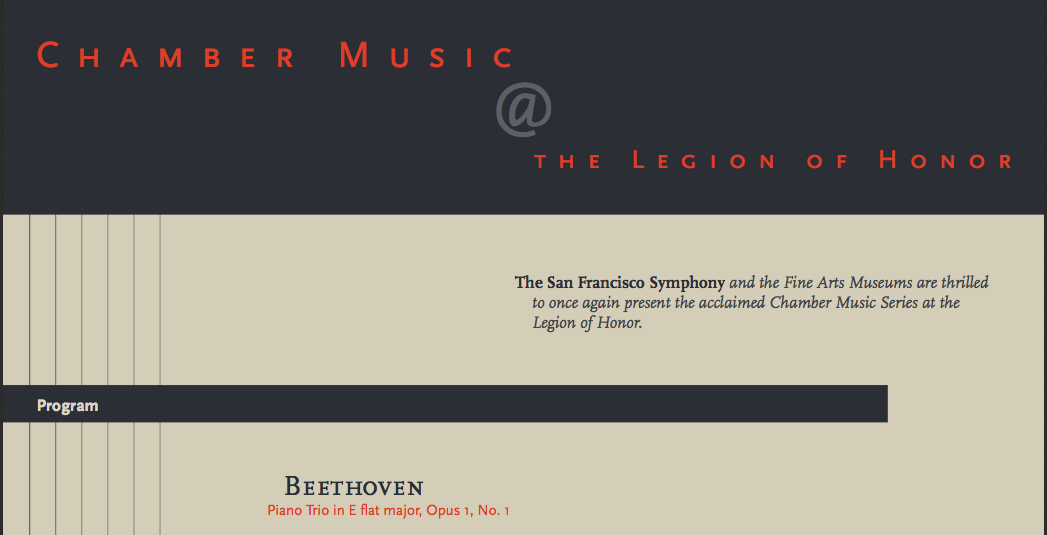 Chamber Music
@
the Legion of Honor
The San Francisco Symphony and the Fine Arts Museums are thrilled
to once again present the acclaimed Chamber Music Series at the
Legion of Honor.
Program
Beethoven
Piano Trio in E flat major, Opus 1, No. 1